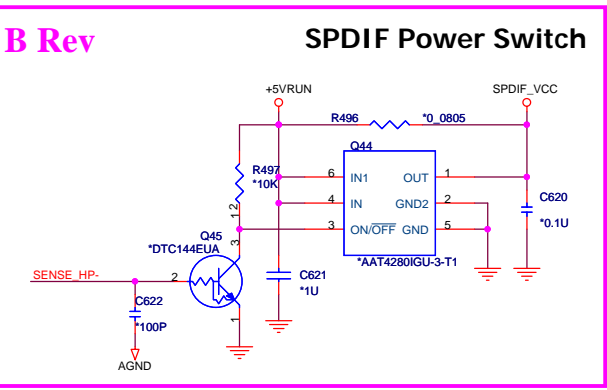 B Rev
SPDIF Power Switch
+5VRUN
SPDIF_VCC
R496
*0_0805
R497
*10K
1 2
Q44
6 IN1
OUT 1
4 IN
GND2 2
3 ON/OFF
GND 5
*AAT4280IGU-3-T1
C620
*0.1U
Q45
*DTC144EUA
3
2
1
SENSE_HP-
C622
*100P
AGND
C621
*1U